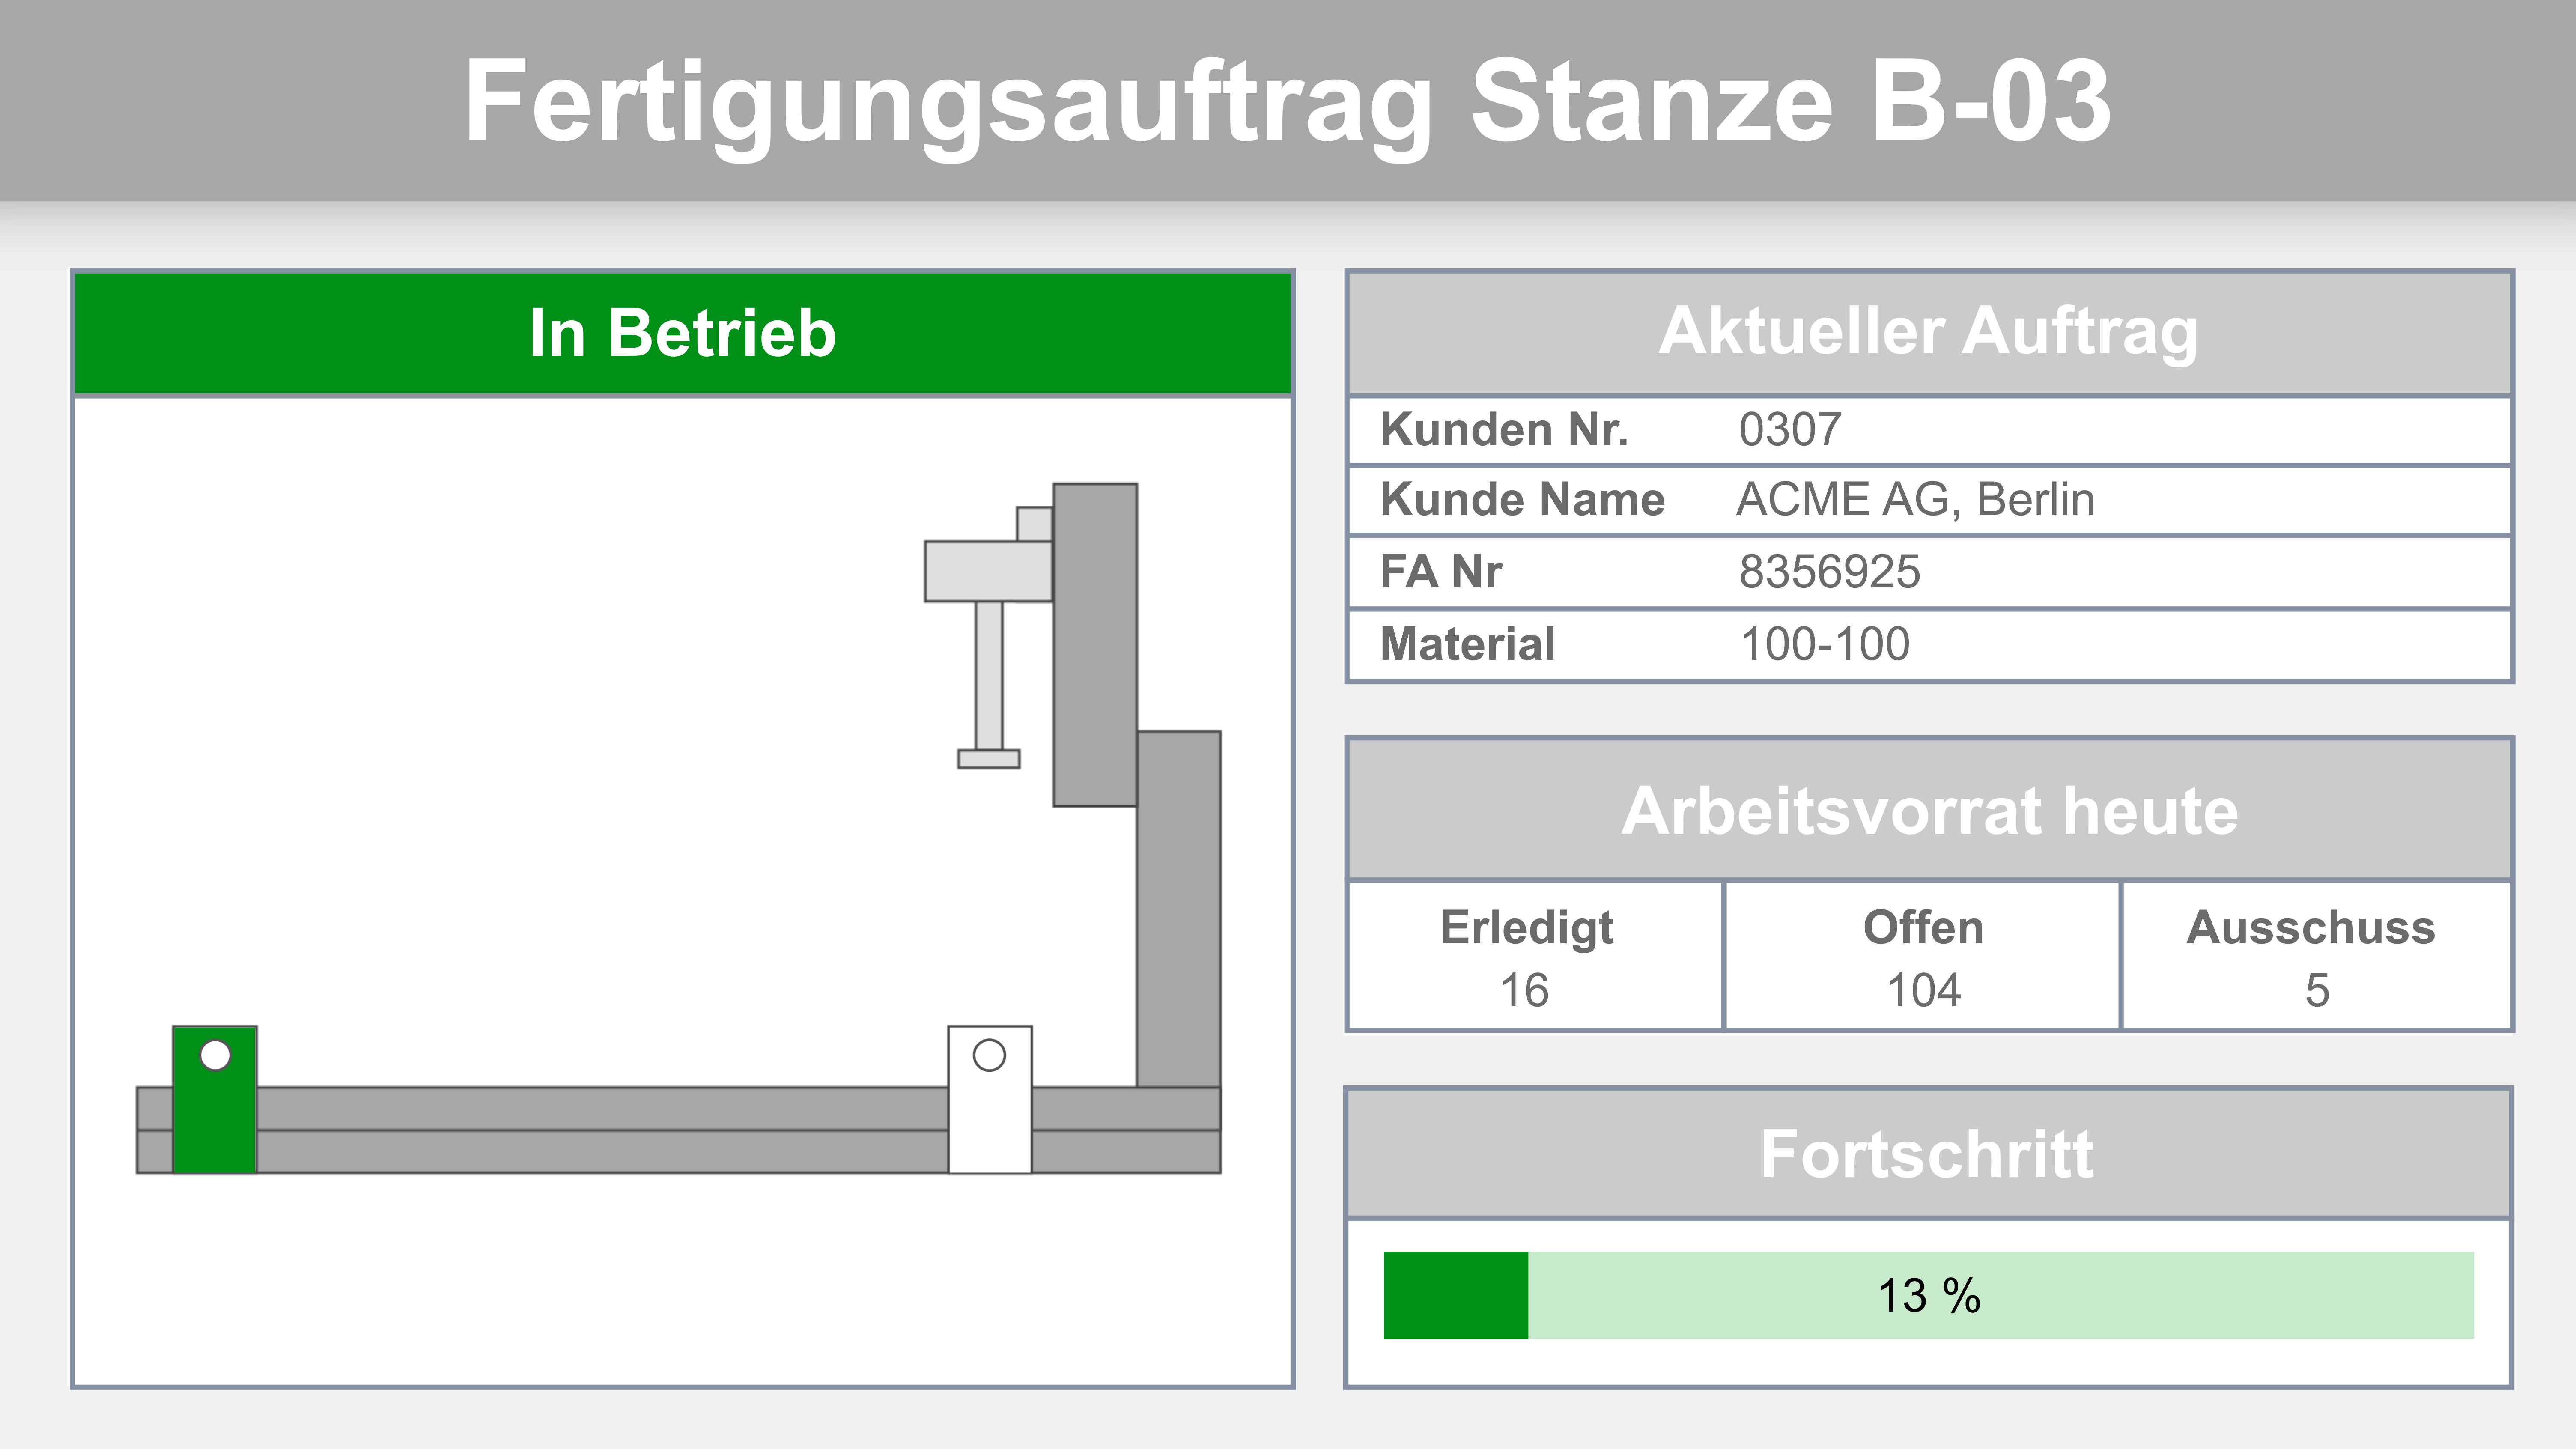 Fertigungsauftrag Stanze B-03
In Betrieb
Aktueller Auftrag
Kunden Nr. 0307
Kunde Name ACME AG, Berlin
FA Nr 8356925
Material 100-100
Arbeitsvorrat heute
Erledigt Offen Ausschuss
16 104 5
Fortschritt
13 %